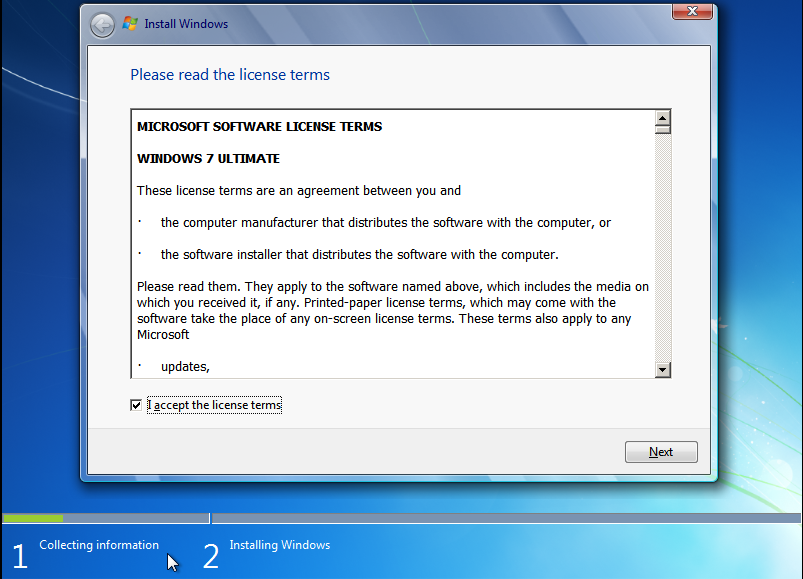 Install Windows
Please read the license terms
MICROSOFT SOFTWARE LICENSE TERMS
WINDOWS 7 ULTIMATE
These license terms are an agreement between you and
· the computer manufacturer that distributes the software with the computer, or
· the software installer that distributes the software with the computer.
Please read them. They apply to the software named above, which includes the media on
which you received it, if any. Printed-paper license terms, which may come with the
software take the place of any on-screen license terms. These terms also apply to any
Microsoft
· updates,
I accept the license terms
Next
1 Collecting information
2 Installing Windows